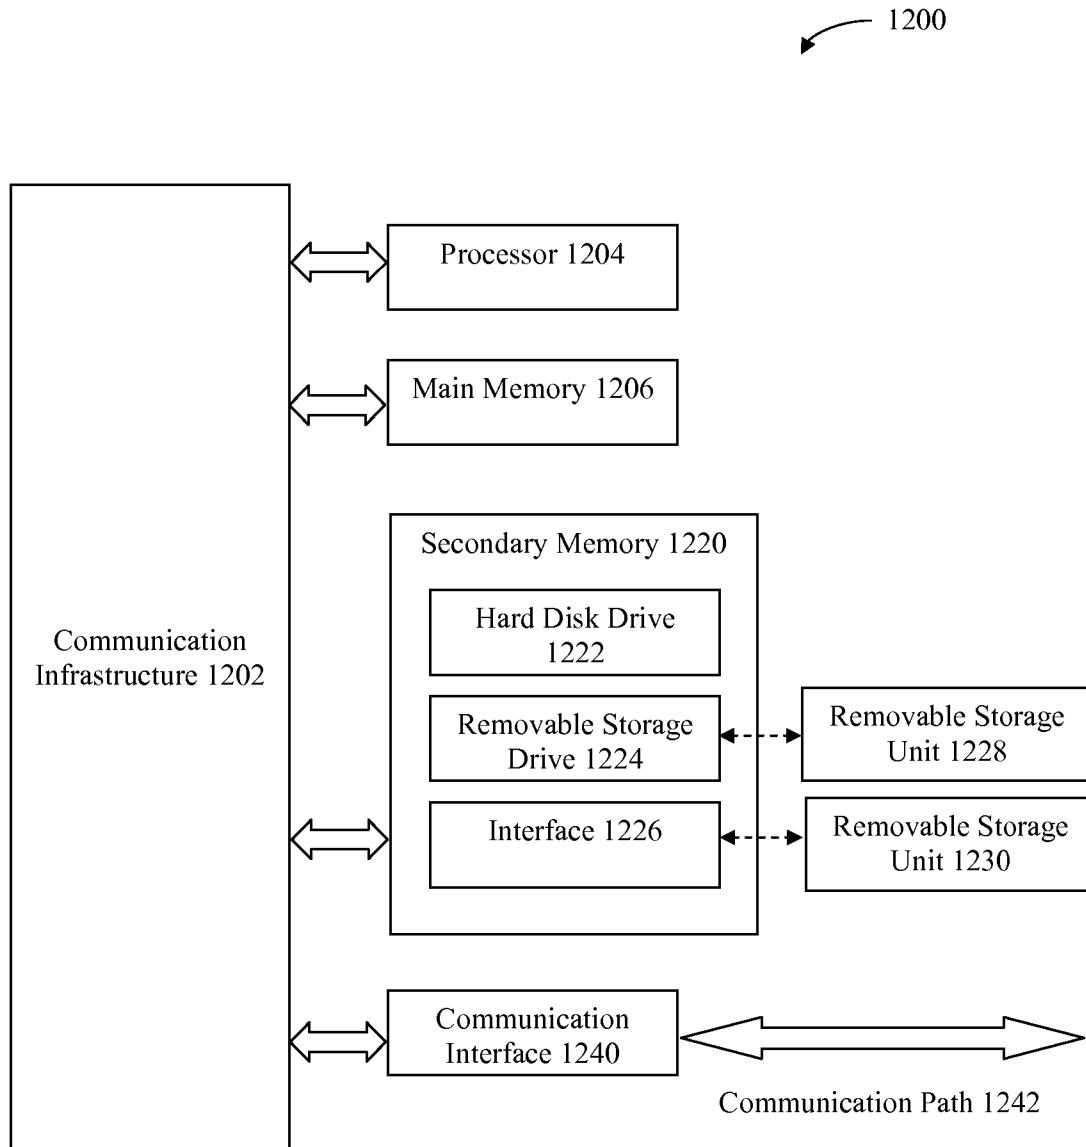 1200
Processor 1204
Main Memory 1206
Secondary Memory 1220
Hard Disk Drive
1222
Communication
Infrastructure 1202
Removable Storage
Drive 1224
Removable Storage
Unit 1228
Interface 1226
Removable Storage
Unit 1230
Communication
Interface 1240
Communication Path 1242